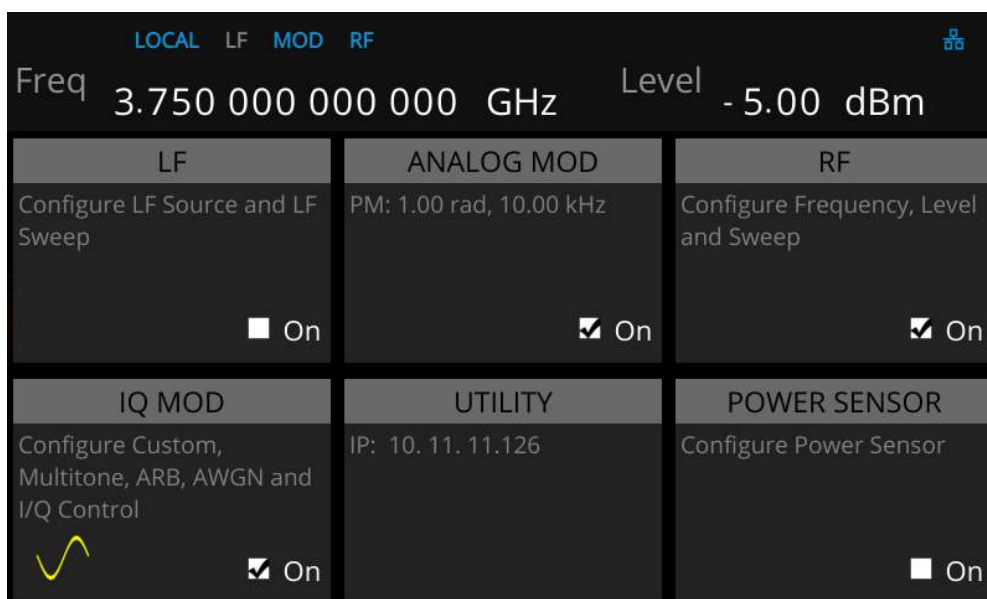 LOCAL LF MOD RF
Freq 3.750 000 000 000 GHz Level - 5.00 dBm
LF
Configure LF Source and LF
Sweep
On
ANALOG MOD
PM: 1.00 rad, 10.00 kHz
On
RF
Configure Frequency, Level
and Sweep
On
IQ MOD
Configure Custom,
Multitone, ARB, AWGN and
I/Q Control
On
UTILITY
IP: 10. 11. 11.126
POWER SENSOR
Configure Power Sensor
On